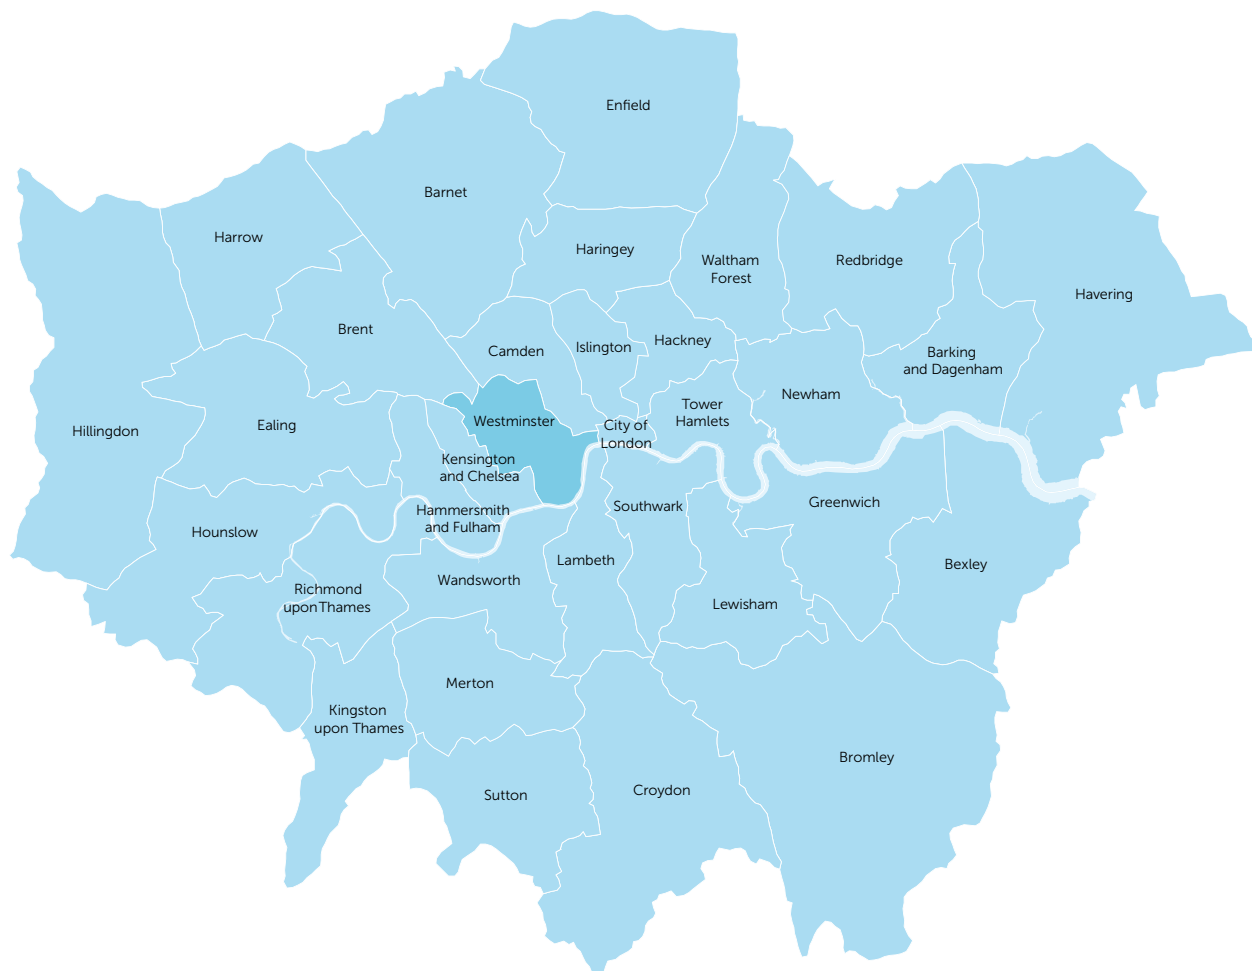 Enfield
Barnet
Harrow
Haringey
Waltham
Forest
Redbridge
Havering
Brent
Camden
Islington
Hackney
Barking
and Dagenham
Hillingdon
Ealing
Westminster
City of
London
Tower
Hamlets
Newham
Kensington
and Chelsea
Hounslow
Hammersmith
and Fulham
Southwark
Greenwich
Richmond
upon Thames
Wandsworth
Lambeth
Lewisham
Bexley
Merton
Kingston
upon Thames
Sutton
Croydon
Bromley